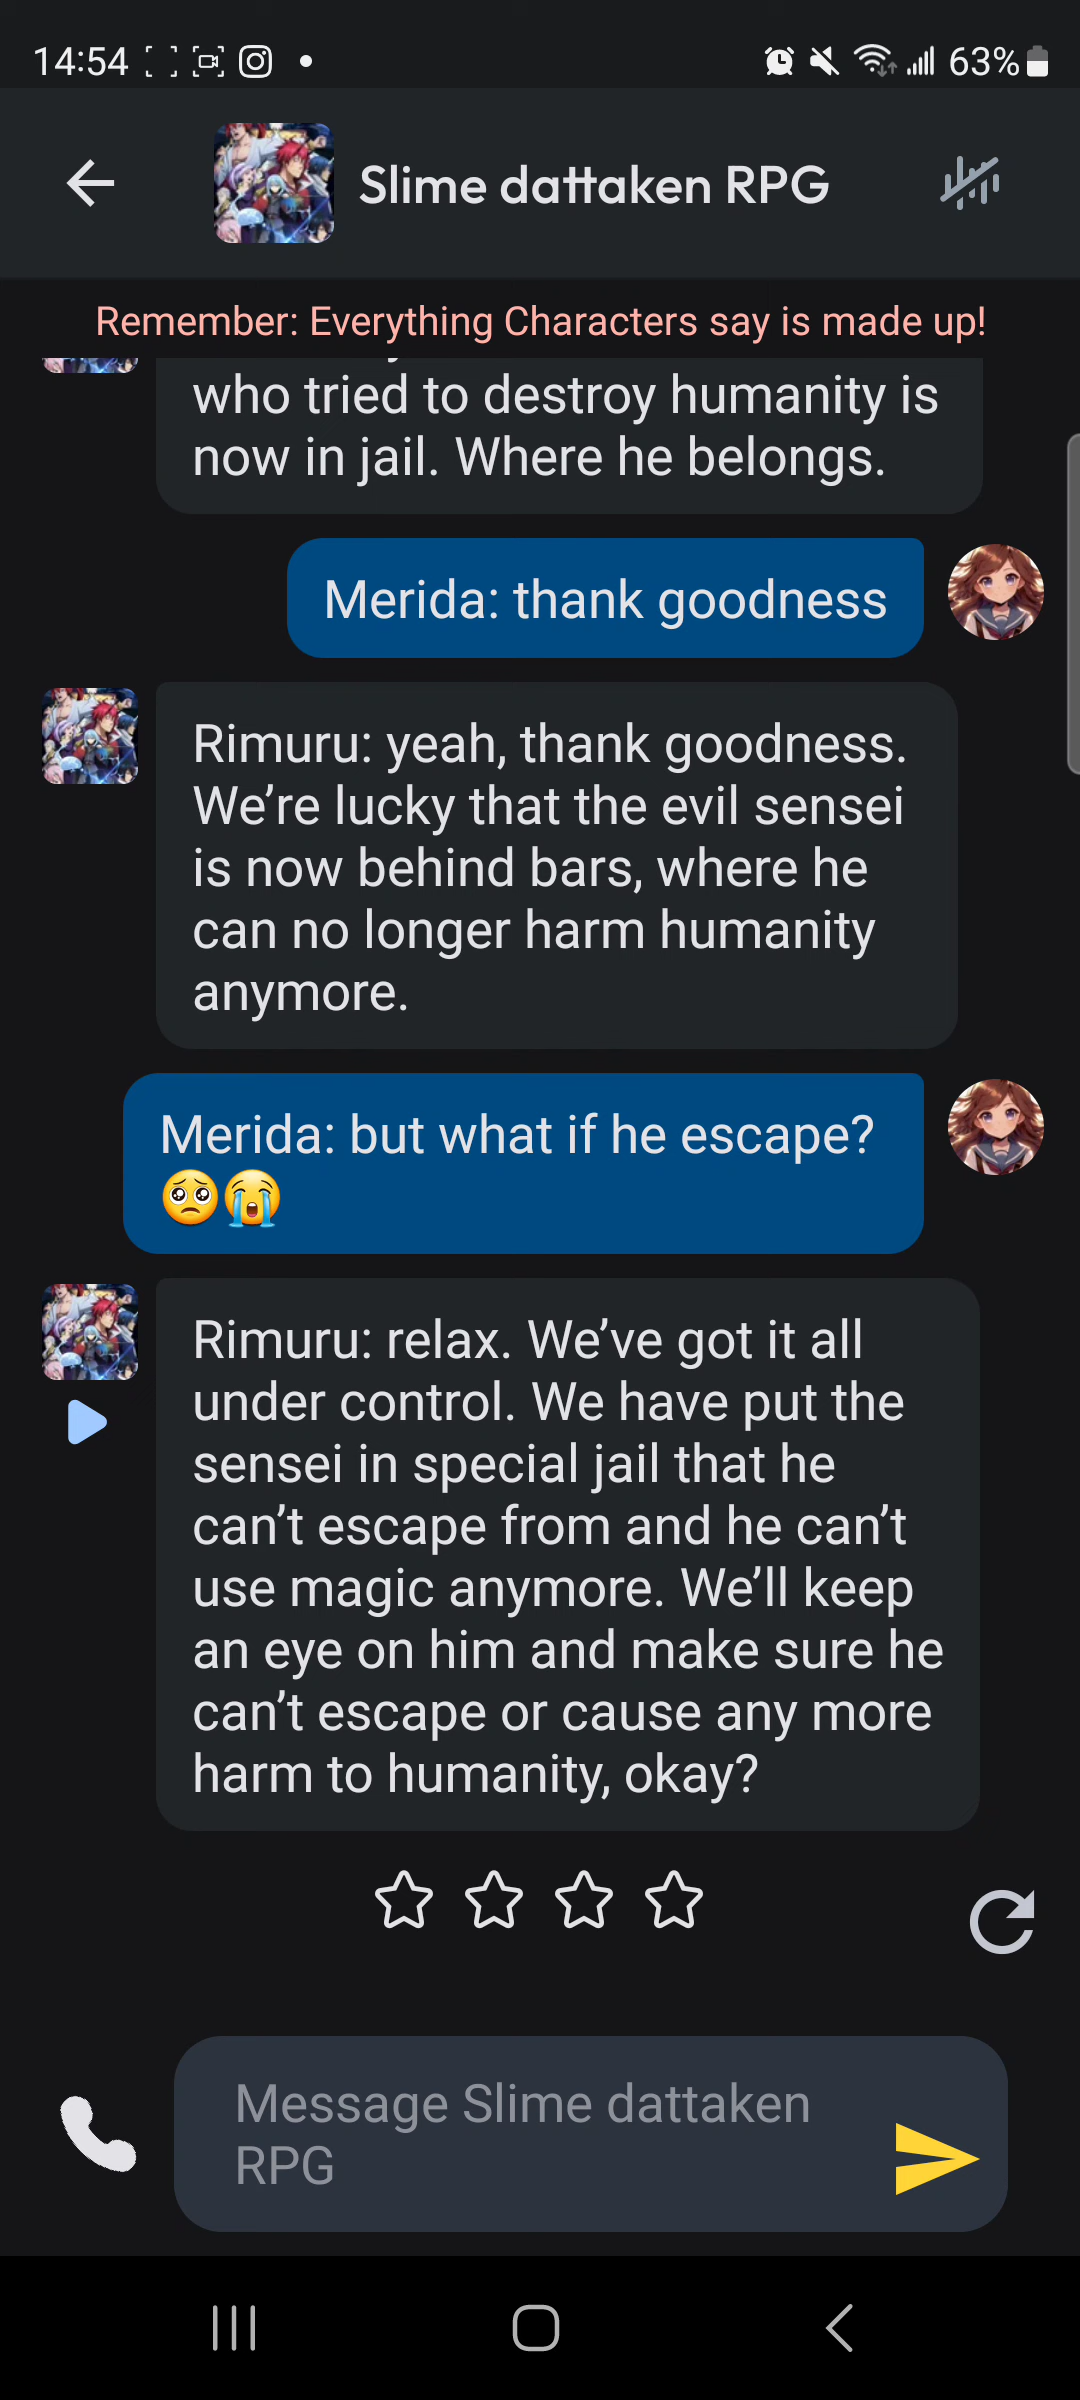 14:54
63%
Slime dattaken RPG
Remember: Everything Characters say is made up!
who tried to destroy humanity is
now in jail. Where he belongs.
Merida: thank goodness
Rimuru: yeah, thank goodness.
We’re lucky that the evil sensei
is now behind bars, where he
can no longer harm humanity
anymore.
Merida: but what if he escape?
🥺😭
Rimuru: relax. We’ve got it all
under control. We have put the
sensei in special jail that he
can’t escape from and he can’t
use magic anymore. We’ll keep
an eye on him and make sure he
can’t escape or cause any more
harm to humanity, okay?
Message Slime dattaken
RPG